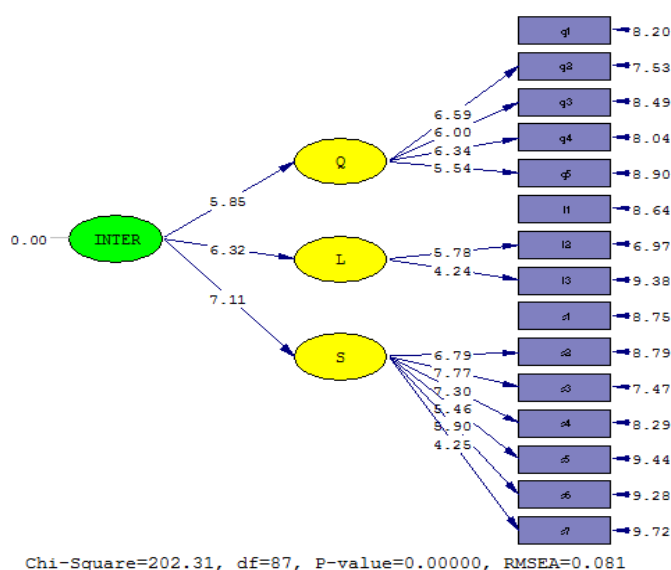 q1 8.20
q2 7.53
6.59
q3 8.49
6.00
q4 8.04
6.34
Q 5.54 q5 8.90
5.85
l1 8.64
0.00 INTER
6.32 L 5.78 l2 6.97
4.24 l3 9.38
7.11
s1 8.75
S 6.79 s2 8.79
7.77
s3 7.47
7.30
s4 8.29
5.46
5.90
4.25 s5 9.44
s6 9.28
s7 9.72
Chi-Square=202.31, df=87, P-value=0.00000, RMSEA=0.081